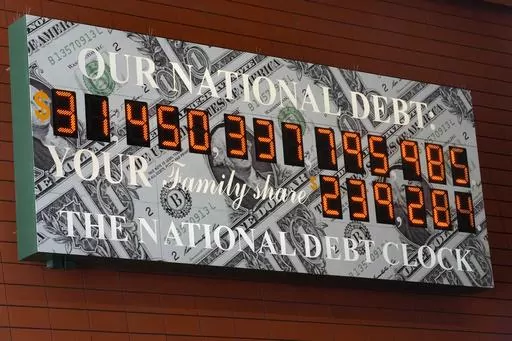 OUR NATIONAL DEBT:
$31 450 337 795 985
YOUR Family share $239,284
THE NATIONAL DEBT CLOCK